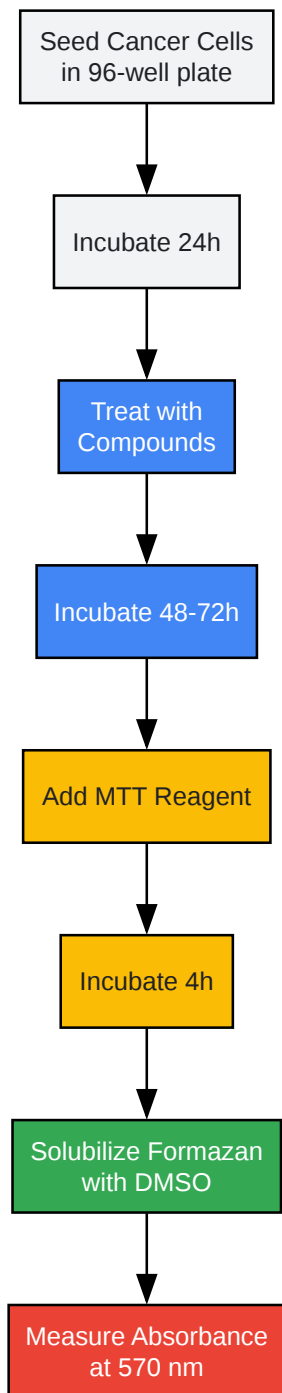 Seed Cancer Cells
in 96-well plate
Incubate 24h
Treat with
Compounds
Incubate 48-72h
Add MTT Reagent
Incubate 4h
Solubilize Formazan
with DMSO
Measure Absorbance
at 570 nm